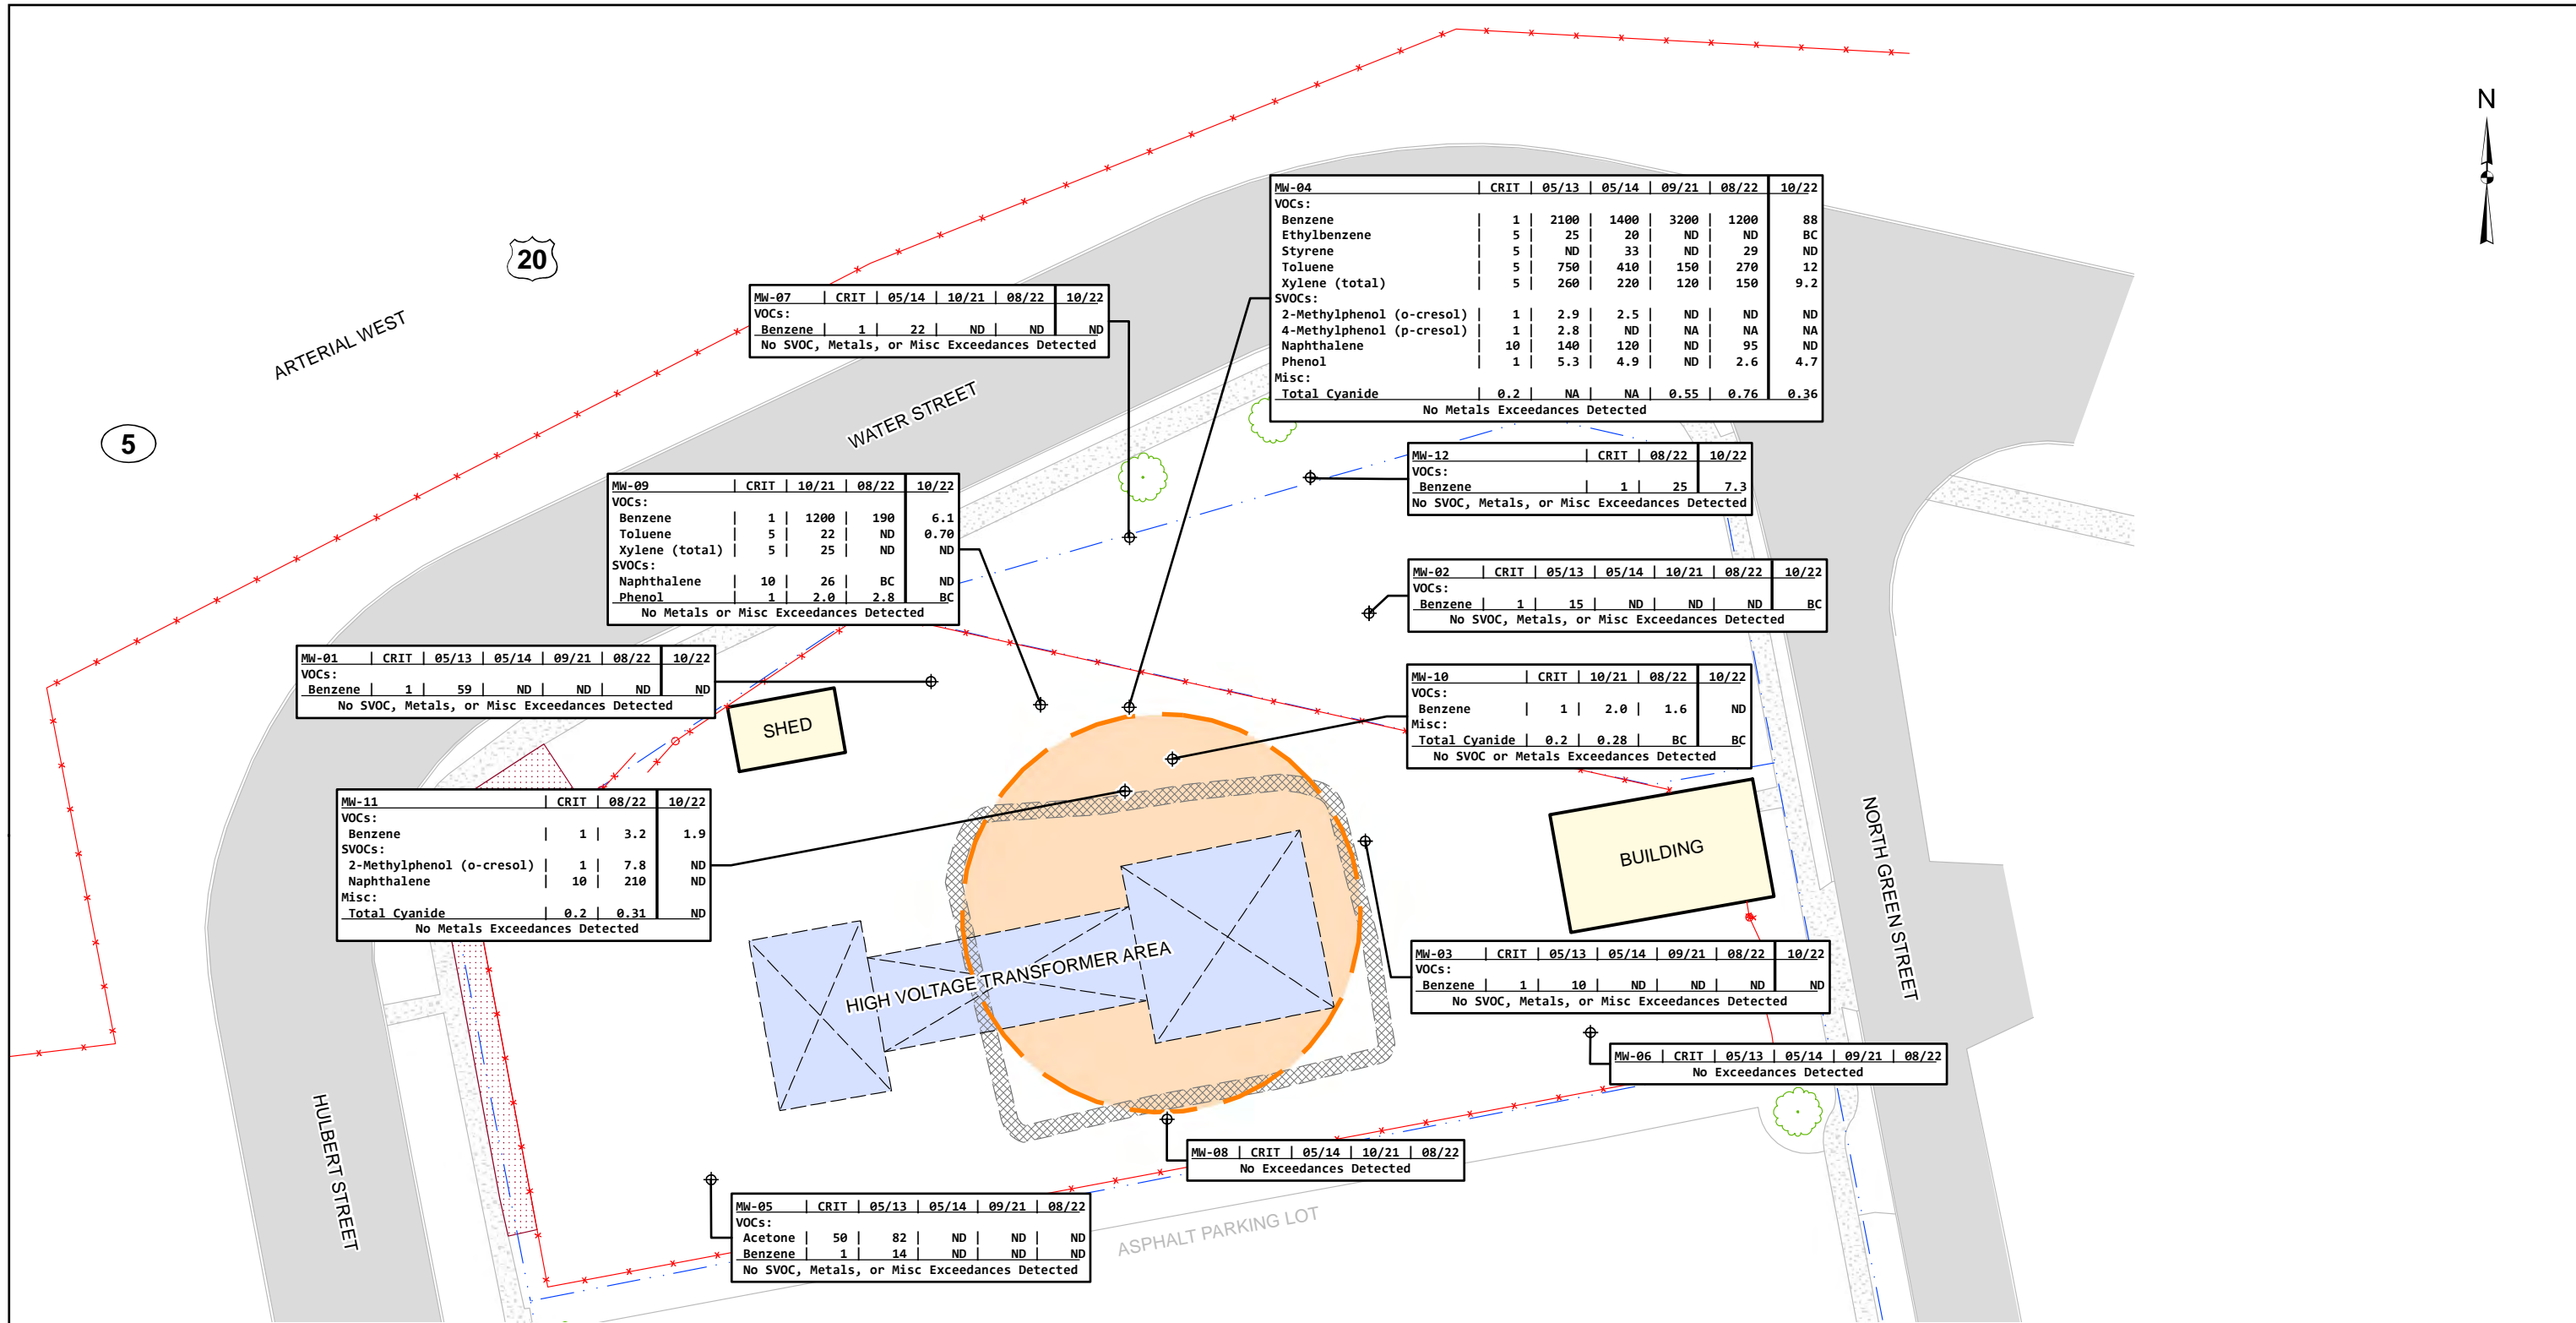 N
20
ARTERIAL WEST
5
WATER STREET
MW-04 | CRIT | 05/13 | 05/14 | 09/21 | 08/22 | 10/22
VOCs:
Benzene | 1 | 2100 | 1400 | 3200 | 1200 | 88
Ethylbenzene | 5 | 25 | 20 | ND | ND | BC
Styrene | 5 | ND | 33 | ND | 29 | ND
Toluene | 5 | 750 | 410 | 150 | 270 | 12
Xylene (total) | 5 | 260 | 220 | 120 | 150 | 9.2
SVOCs:
2-Methylphenol (o-cresol) | 1 | 2.9 | 2.5 | ND | ND | ND
4-Methylphenol (p-cresol) | 1 | 2.8 | ND | NA | NA | NA
Naphthalene | 10 | 140 | 120 | ND | 95 | ND
Phenol | 1 | 5.3 | 4.9 | ND | 2.6 | 4.7
Misc:
Total Cyanide | 0.2 | NA | NA | 0.55 | 0.76 | 0.36
No Metals Exceedances Detected
MW-07 | CRIT | 05/14 | 10/21 | 08/22 | 10/22
VOCs:
Benzene | 1 | 22 | ND | ND | ND
No SVOC, Metals, or Misc Exceedances Detected
MW-12 | CRIT | 08/22 | 10/22
VOCs:
Benzene | 1 | 25 | 7.3
No SVOC, Metals, or Misc Exceedances Detected
MW-09 | CRIT | 10/21 | 08/22 | 10/22
VOCs:
Benzene | 1 | 1200 | 190 | 6.1
Toluene | 5 | 22 | ND | 0.70
Xylene (total) | 5 | 25 | ND | ND
SVOCs:
Naphthalene | 10 | 26 | BC | ND
Phenol | 1 | 2.0 | 2.8 | BC
No Metals or Misc Exceedances Detected
MW-02 | CRIT | 05/13 | 05/14 | 10/21 | 08/22 | 10/22
VOCs:
Benzene | 1 | 15 | ND | ND | ND | BC
No SVOC, Metals, or Misc Exceedances Detected
MW-01 | CRIT | 05/13 | 05/14 | 09/21 | 08/22 | 10/22
VOCs:
Benzene | 1 | 59 | ND | ND | ND | ND
No SVOC, Metals, or Misc Exceedances Detected
SHED
MW-10 | CRIT | 10/21 | 08/22 | 10/22
VOCs:
Benzene | 1 | 2.0 | 1.6 | ND
Misc:
Total Cyanide | 0.2 | 0.28 | BC | BC
No SVOC or Metals Exceedances Detected
MW-11 | CRIT | 08/22 | 10/22
VOCs:
Benzene | 1 | 3.2 | 1.9
SVOCs:
2-Methylphenol (o-cresol) | 1 | 7.8 | ND
Naphthalene | 10 | 210 | ND
Misc:
Total Cyanide | 0.2 | 0.31 | ND
No Metals Exceedances Detected
BUILDING
NORTH GREEN STREET
HIGH VOLTAGE TRANSFORMER AREA
MW-03 | CRIT | 05/13 | 05/14 | 09/21 | 08/22 | 10/22
VOCs:
Benzene | 1 | 10 | ND | ND | ND | ND
No SVOC, Metals, or Misc Exceedances Detected
MW-06 | CRIT | 05/13 | 05/14 | 09/21 | 08/22
No Exceedances Detected
HULBERT STREET
MW-08 | CRIT | 05/14 | 10/21 | 08/22
No Exceedances Detected
MW-05 | CRIT | 05/13 | 05/14 | 09/21 | 08/22
VOCs:
Acetone | 50 | 82 | ND | ND | ND
Benzene | 1 | 14 | ND | ND | ND
No SVOC, Metals, or Misc Exceedances Detected
ASPHALT PARKING LOT